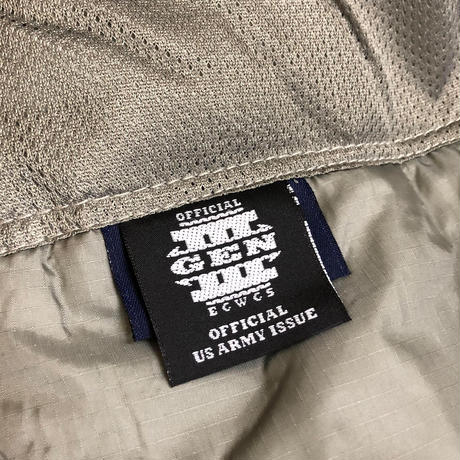 OFFICIAL
III
GEN
III
ECWCS
OFFICIAL
US ARMY ISSUE